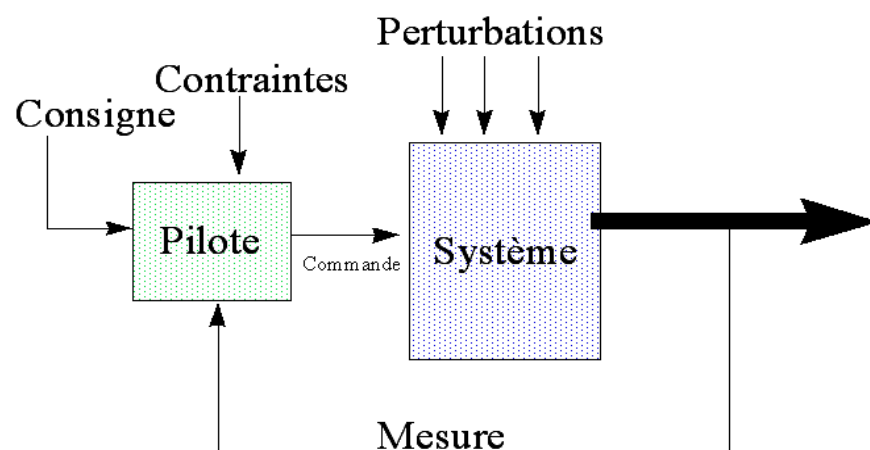 Perturbations
Contraintes
Consigne
Pilote
Commande
Système
Mesure